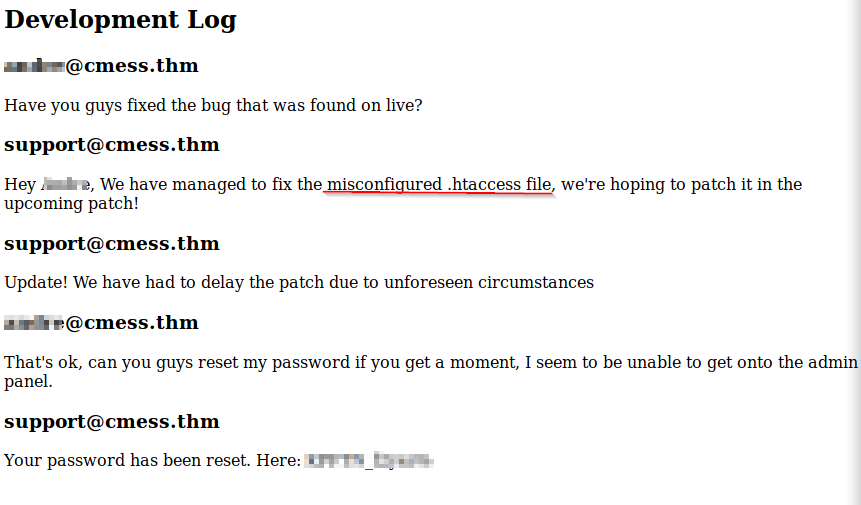 Development Log
@cmess.thm
Have you guys fixed the bug that was found on live?
support@cmess.thm
Hey , We have managed to fix the misconfigured .htaccess file, we're hoping to patch it in the
upcoming patch!
support@cmess.thm
Update! We have had to delay the patch due to unforeseen circumstances
@cmess.thm
That's ok, can you guys reset my password if you get a moment, I seem to be unable to get onto the admin
panel.
support@cmess.thm
Your password has been reset. Here: